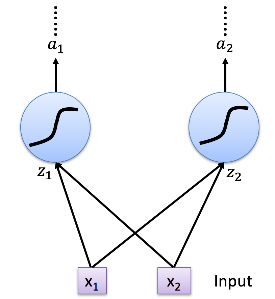 a₁ a₂
z₁ z₂
x₁ x₂ Input